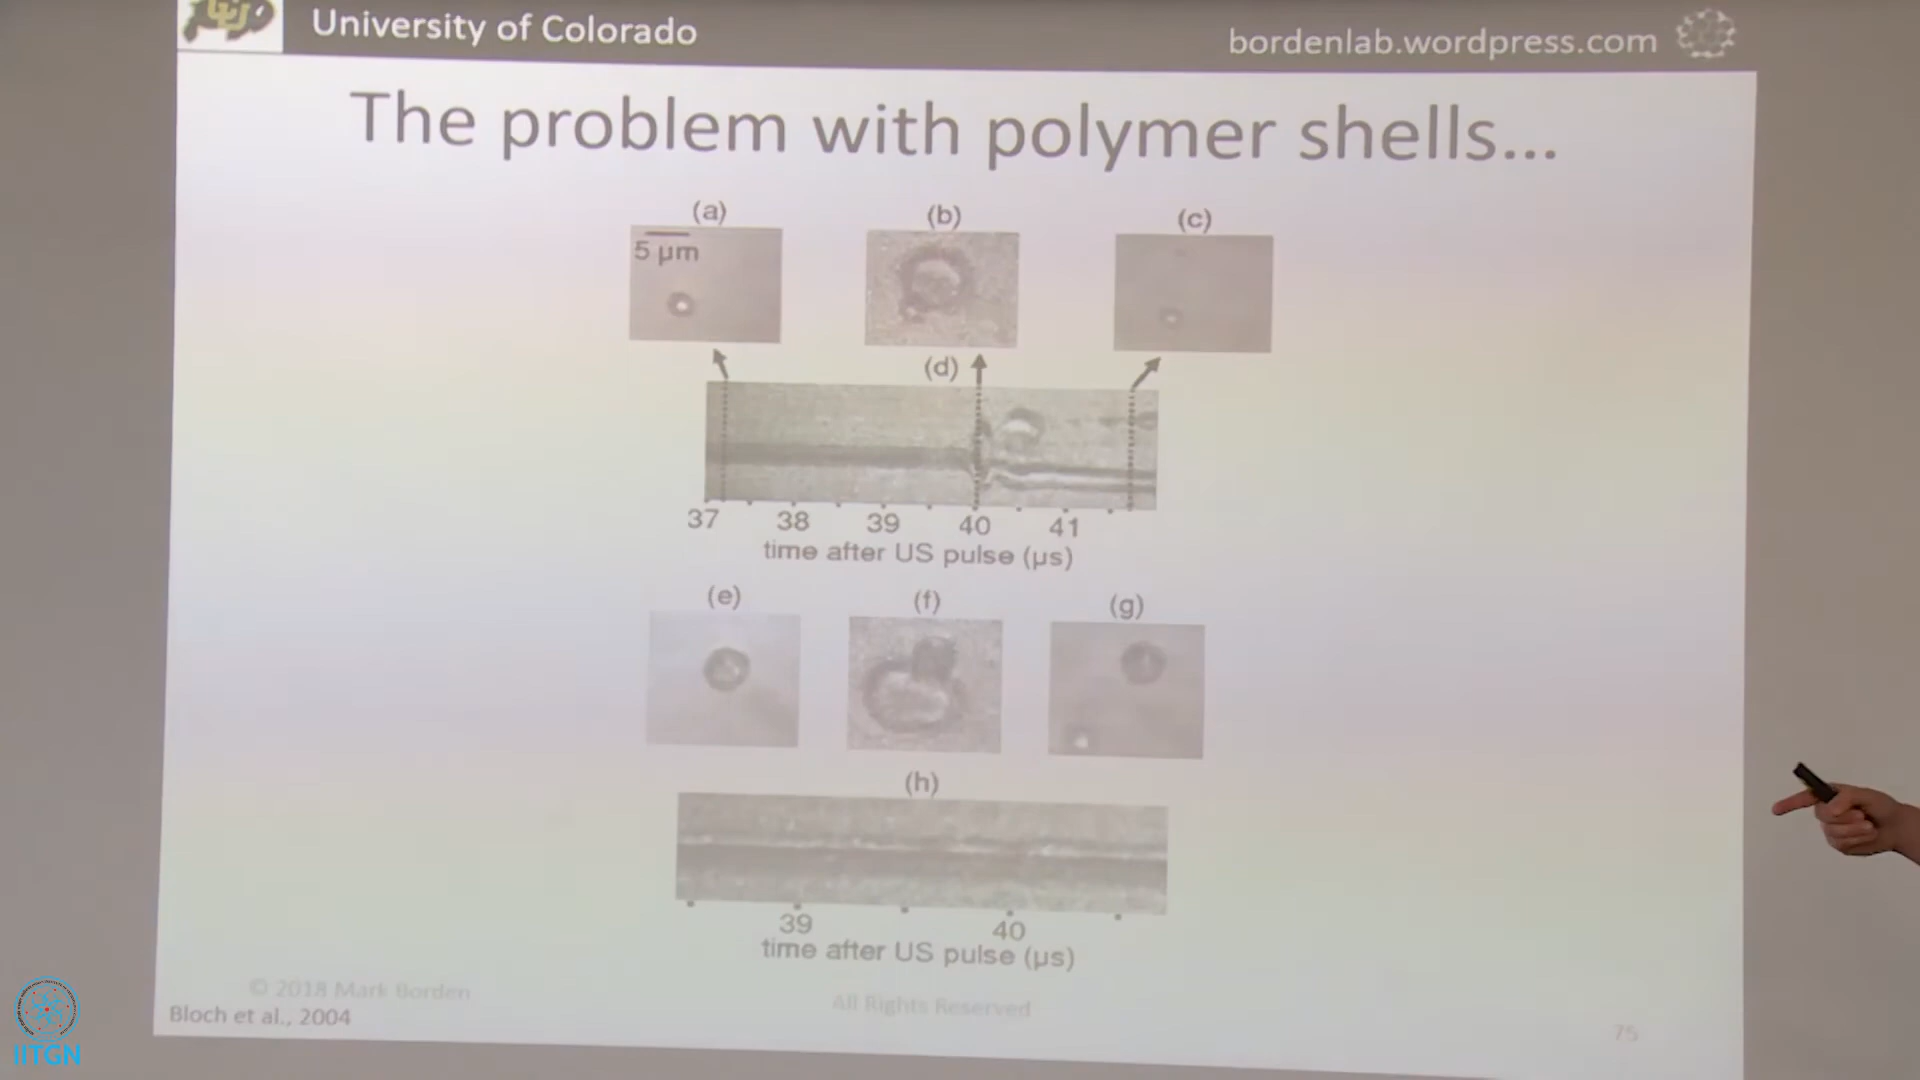 CU
University of Colorado
bordenlab.wordpress.com
The problem with polymer shells...
(a)
(b)
(c)
5 µm
(d)
37
38
39
40
41
time after US pulse (µs)
(e)
(f)
(g)
(h)
39
40
time after US pulse (µs)
© 2018 Mark Borden
All Rights Reserved
Bloch et al., 2004
75
IITGN